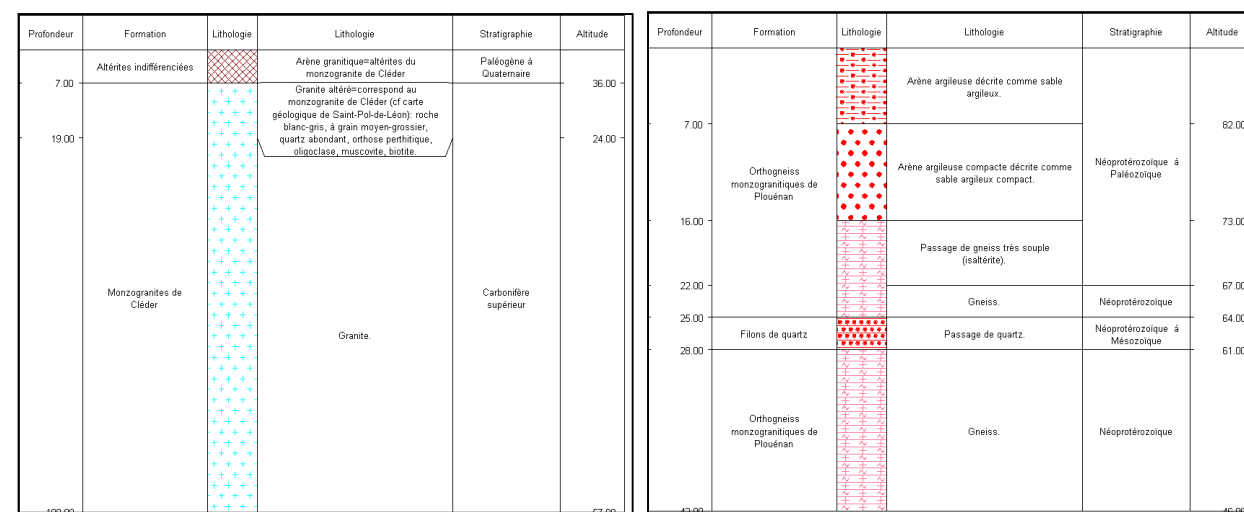 Profondeur Formation Lithologie Lithologie Stratigraphie Altitude
Altérites indifférenciées
Arène granitique=altérites du
monzogranite de Cléder
Paléogène à
Quaternaire
7.00
36.00
Granite altéré=correspond au
monzogranite de Cléder (cf carte
géologique de Saint-Pol-de-Léon): roche
blanc-gris, à grain moyen-grossier,
quartz abondant, orthose perthitique,
oligoclase, muscovite, biotite.
19.00
24.00
Monzogranites de
Cléder
Granite.
Carbonifère
supérieur
Profondeur Formation Lithologie Lithologie Stratigraphie Altitude
Arène argileuse décrite comme sable
argileux.
7.00
82.00
Orthogneiss
monzogranitiques de
Plouénan
Arène argileuse compacte décrite comme
sable argileux compact.
Néoprotérozoïque à
Paléozoïque
16.00
73.00
Passage de gneiss très souple
(isaltérite).
22.00
67.00
Gneiss.
Néoprotérozoïque
25.00
64.00
Filons de quartz
Passage de quartz.
Néoprotérozoïque à
Mésozoïque
28.00
61.00
Orthogneiss
monzogranitiques de
Plouénan
Gneiss.
Néoprotérozoïque